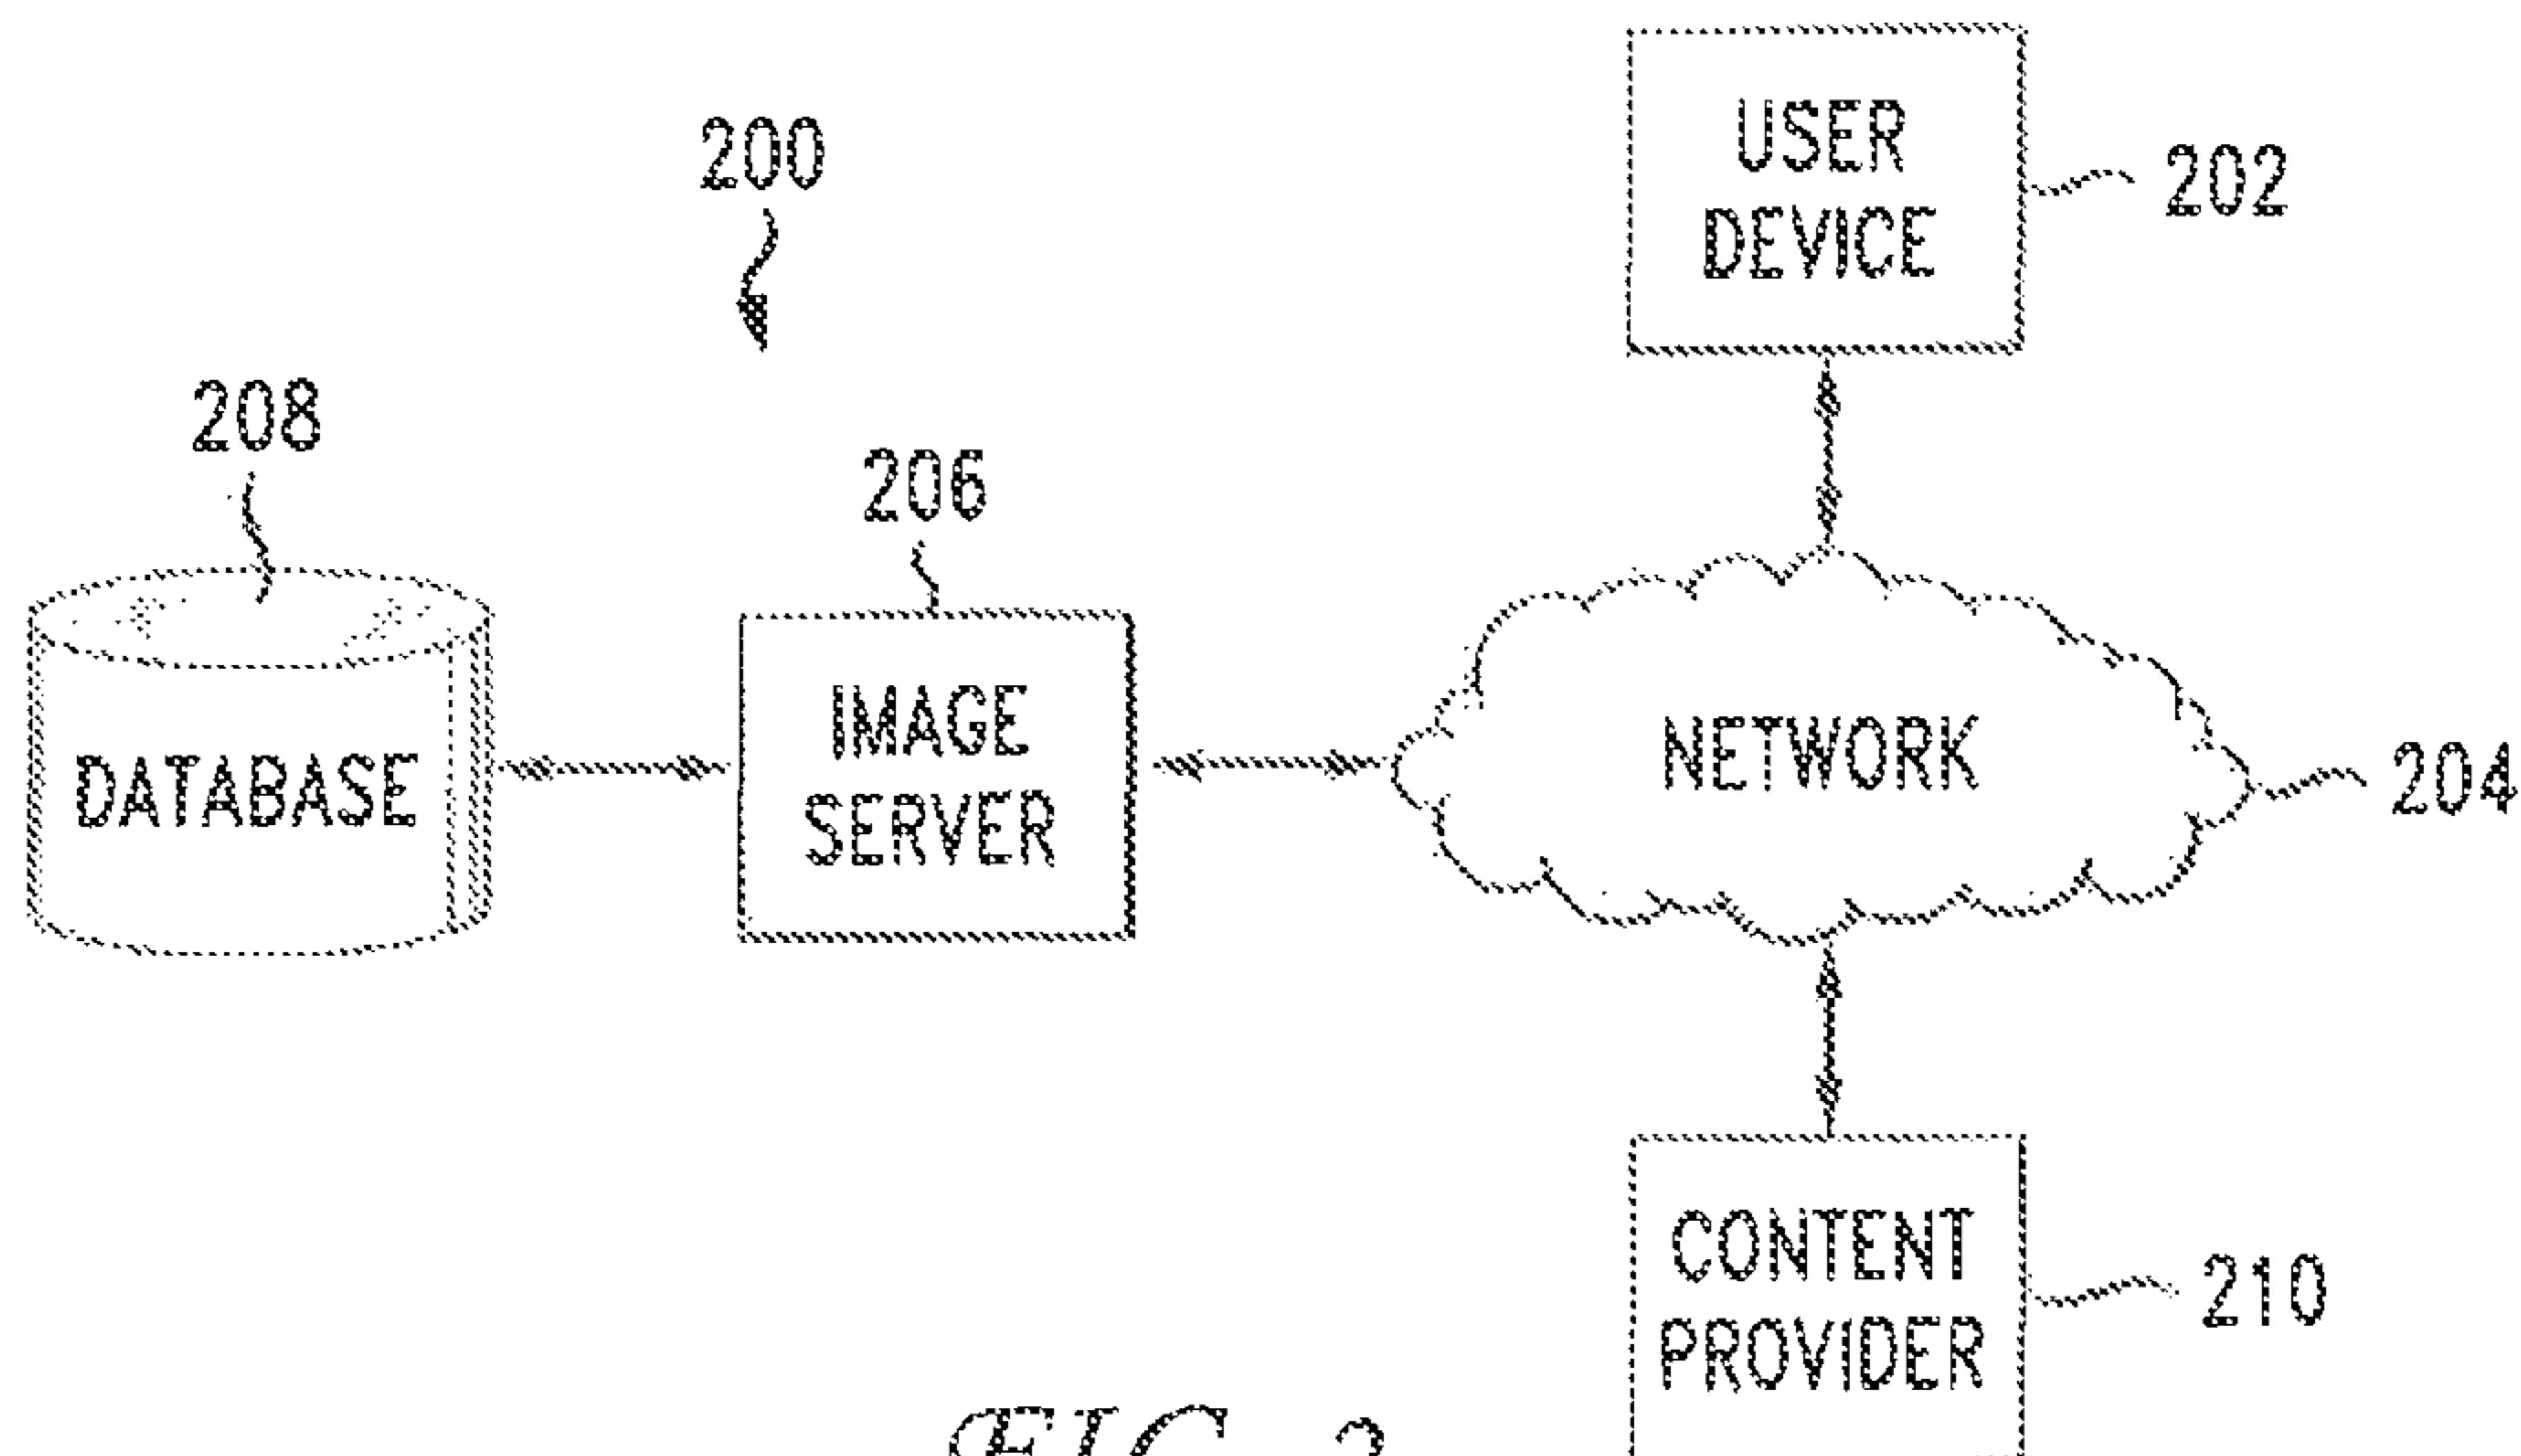 200
USER
DEVICE
202
208
206
DATABASE
IMAGE
SERVER
NETWORK
204
CONTENT
PROVIDER
210